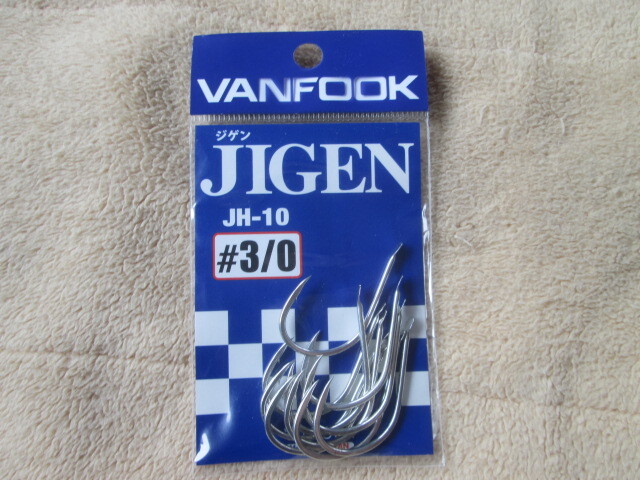 VANFOOK
ジゲン
JIGEN
JH-10
#3/0